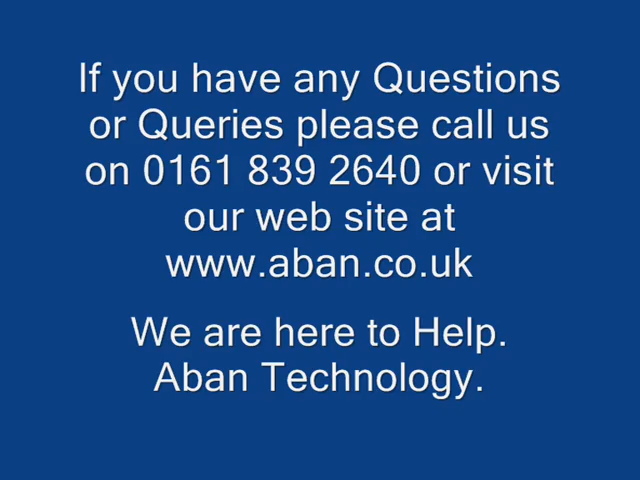 If you have any Questions
or Queries please call us
on 0161 839 2640 or visit
our web site at
www.aban.co.uk
We are here to Help.
Aban Technology.